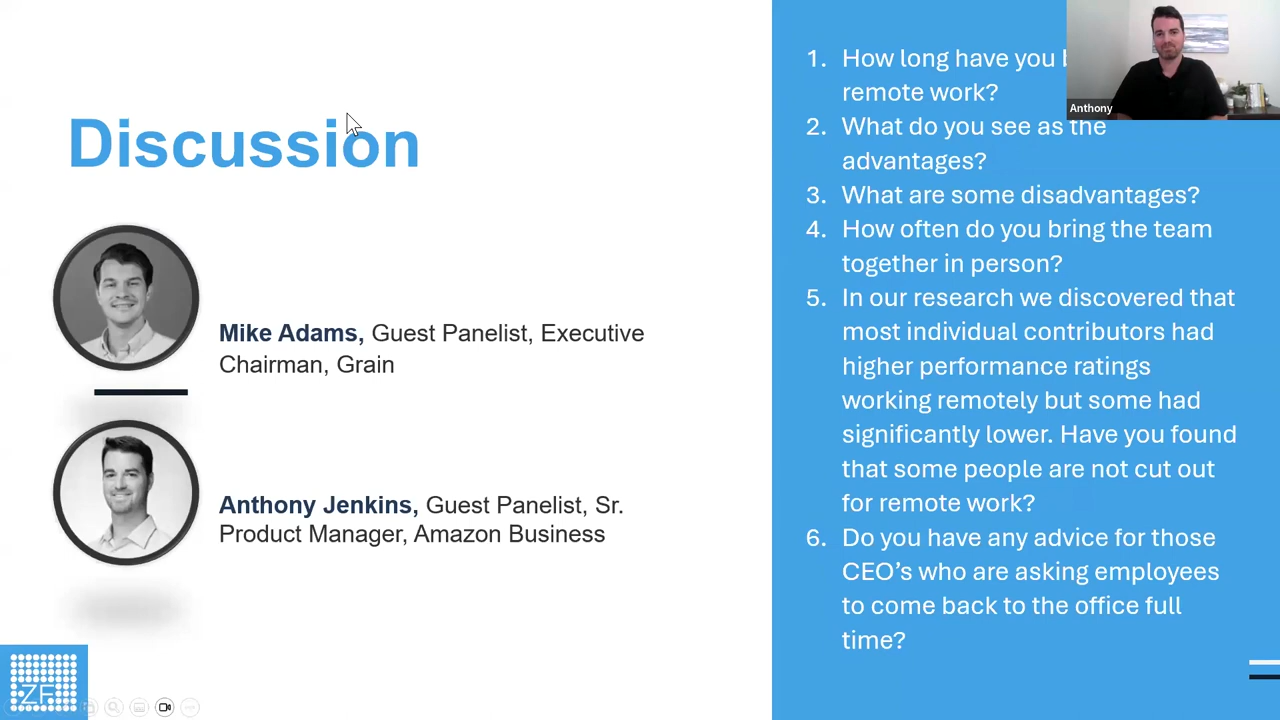 Discussion
Mike Adams, Guest Panelist, Executive
Chairman, Grain
Anthony Jenkins, Guest Panelist, Sr.
Product Manager, Amazon Business
ZF
1. How long have you
remote work?
2. What do you see as the
advantages?
3. What are some disadvantages?
4. How often do you bring the team
together in person?
5. In our research we discovered that
most individual contributors had
higher performance ratings
working remotely but some had
significantly lower. Have you found
that some people are not cut out
for remote work?
6. Do you have any advice for those
CEO’s who are asking employees
to come back to the office full
time?
Anthony